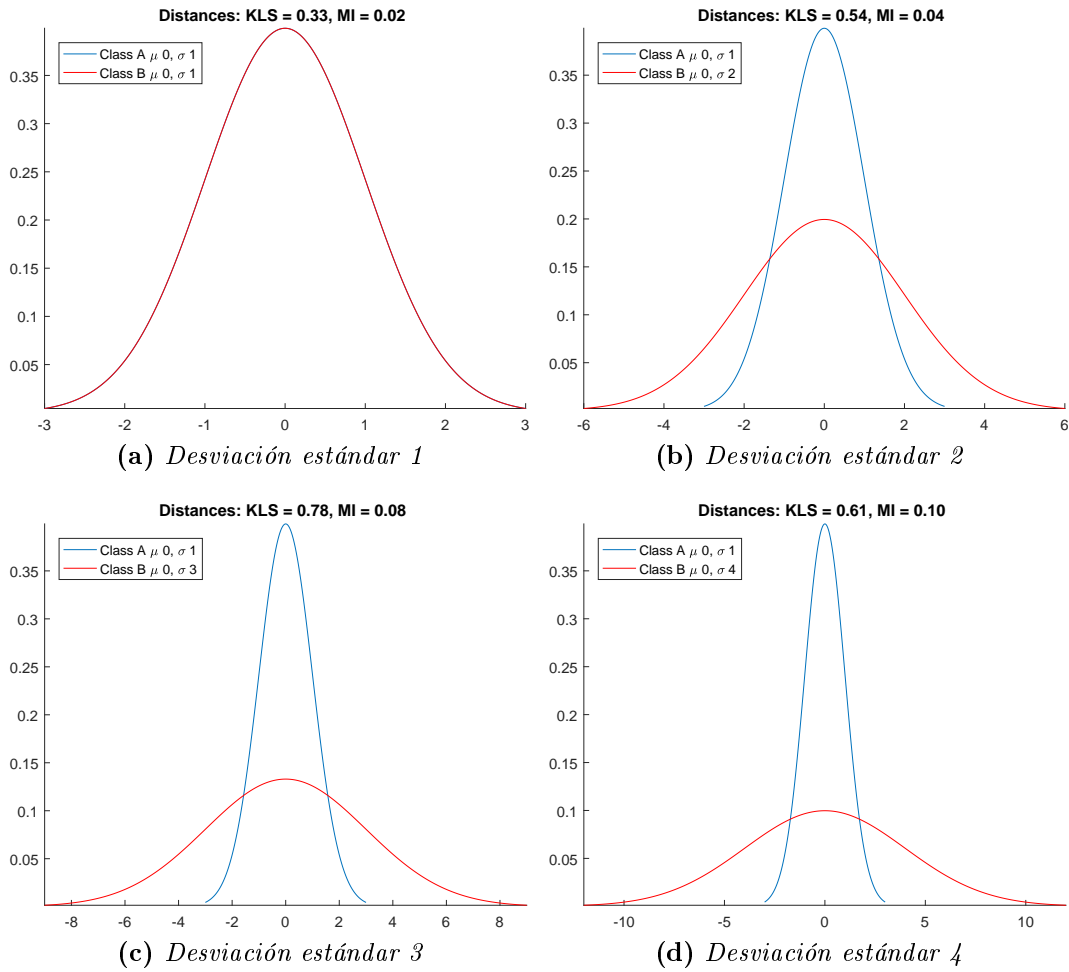 Distances: KLS = 0.33, MI = 0.02
Class A μ 0, σ 1
Class B μ 0, σ 1
0.35
0.3
0.25
0.2
0.15
0.1
0.05
-3 -2 -1 0 1 2 3
(a) Desviación estándar 1
Distances: KLS = 0.54, MI = 0.04
Class A μ 0, σ 1
Class B μ 0, σ 2
0.35
0.3
0.25
0.2
0.15
0.1
0.05
-6 -4 -2 0 2 4 6
(b) Desviación estándar 2
Distances: KLS = 0.78, MI = 0.08
Class A μ 0, σ 1
Class B μ 0, σ 3
0.35
0.3
0.25
0.2
0.15
0.1
0.05
-8 -6 -4 -2 0 2 4 6 8
(c) Desviación estándar 3
Distances: KLS = 0.61, MI = 0.10
Class A μ 0, σ 1
Class B μ 0, σ 4
0.35
0.3
0.25
0.2
0.15
0.1
0.05
-10 -5 0 5 10
(d) Desviación estándar 4